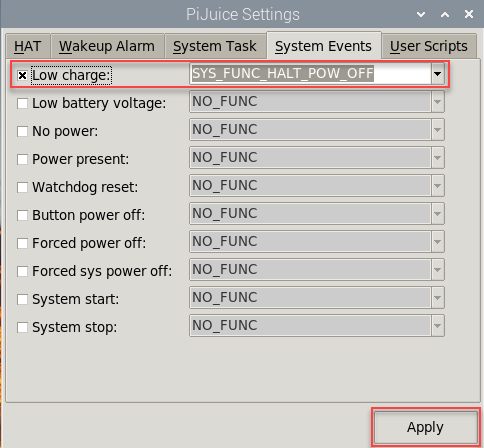 PiJuice Settings
HAT Wakeup Alarm System Task System Events User Scripts
Low charge: SYS_FUNC_HALT_POW_OFF
Low battery voltage: NO_FUNC
No power: NO_FUNC
Power present: NO_FUNC
Watchdog reset: NO_FUNC
Button power off: NO_FUNC
Forced power off: NO_FUNC
Forced sys power off: NO_FUNC
System start: NO_FUNC
System stop: NO_FUNC
Apply